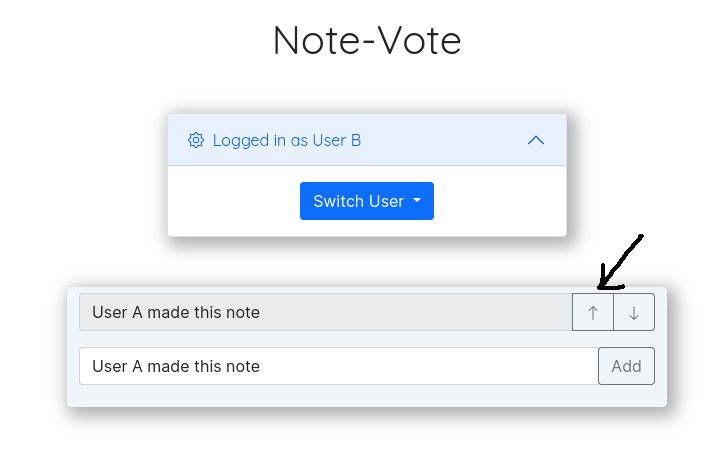 Note-Vote
Logged in as User B
Switch User
User A made this note
User A made this note Add